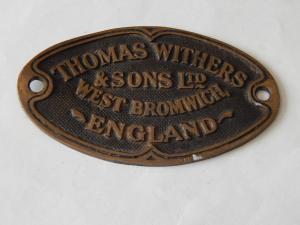 THOMAS WITHERS
& SONS LTD
WEST BROMWICH.
ENGLAND